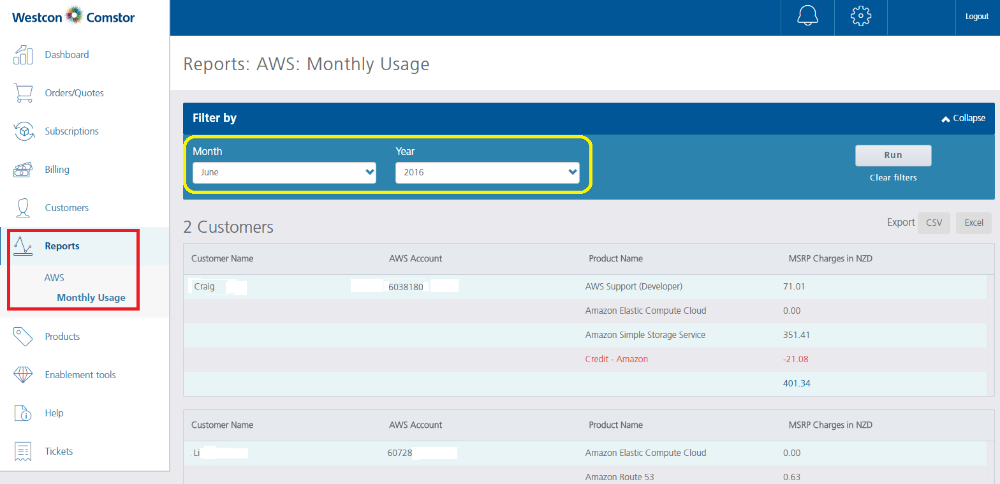 Westcon Comstor
Dashboard
Orders/Quotes
Subscriptions
Billing
Customers
Reports
AWS
Monthly Usage
Products
Enablement tools
Help
Tickets
Logout
Reports: AWS: Monthly Usage
Filter by
Collapse
Month
Year
June
2016
Run
Clear filters
2 Customers
Export CSV Excel
Customer Name AWS Account Product Name MSRP Charges in NZD
Craig 6038180 AWS Support (Developer) 71.01
Amazon Elastic Compute Cloud 0.00
Amazon Simple Storage Service 351.41
Credit - Amazon -21.08
401.34
Customer Name AWS Account Product Name MSRP Charges in NZD
. Li 60728 Amazon Elastic Compute Cloud 0.00
Amazon Route 53 0.63